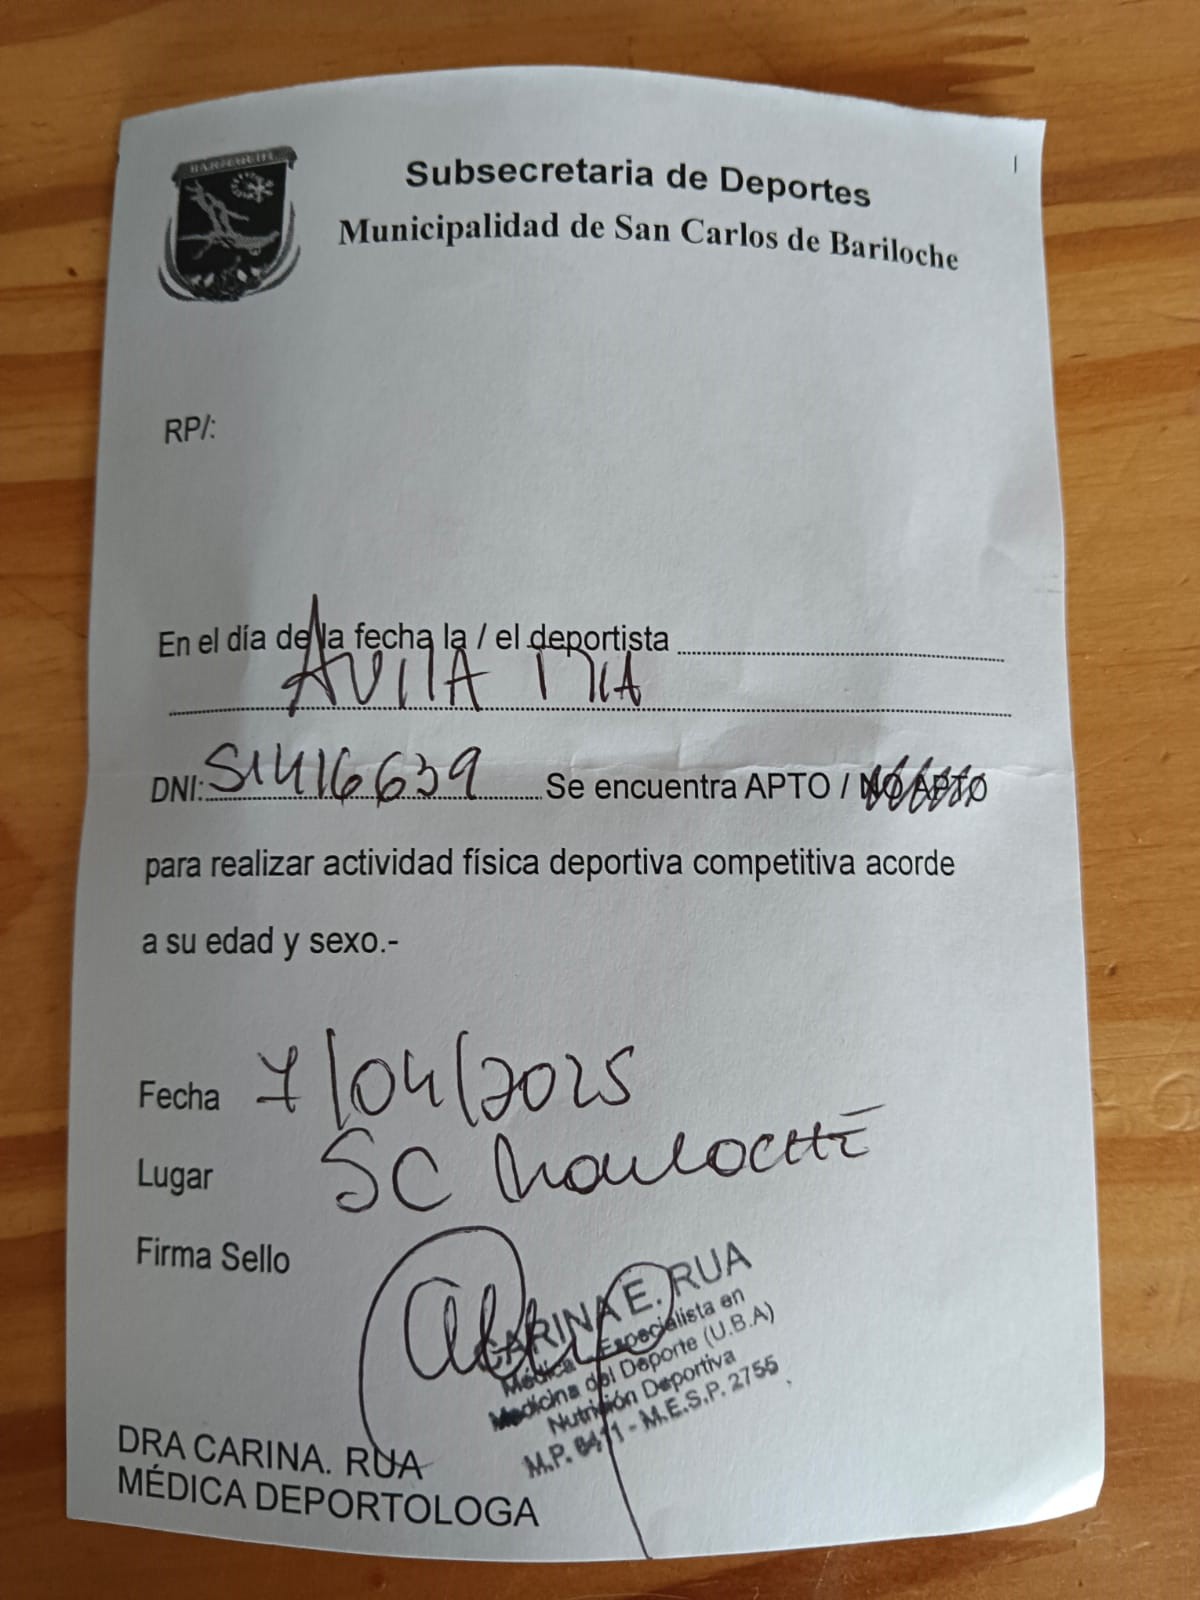 BARILOCHE
Subsecretaria de Deportes
Municipalidad de San Carlos de Bariloche
RP/:
En el día de la fecha la / el deportista
AVILA MIA
DNI: 51416639 Se encuentra APTO / NO APTO
para realizar actividad física deportiva competitiva acorde
a su edad y sexo.-
Fecha 7/04/2025
Lugar SC Bariloche
Firma Sello
CARINA E. RUA
Médica Especialista en
Medicina del Deporte (U.B.A)
Nutrición Deportiva
M.P. 6411 - M.E.S.P. 2755
DRA CARINA. RUA
MÉDICA DEPORTOLOGA